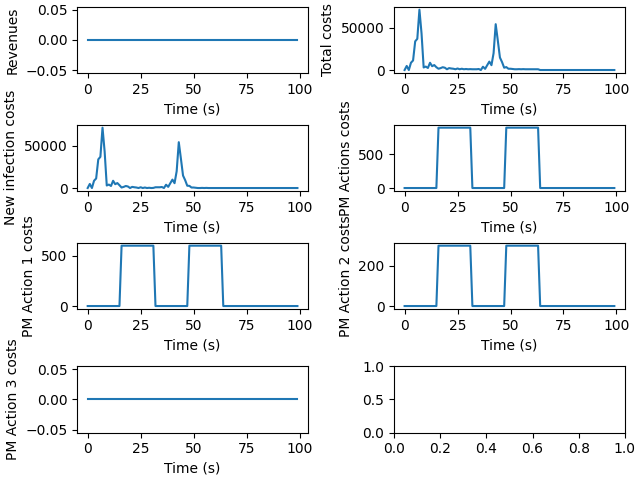 Revenues
0.05
0.00
−0.05
0 25 50 75 100
Time (s)
Total costs
50000
0
0 25 50 75 100
Time (s)
New infection costs
50000
0
0 25 50 75 100
Time (s)
PM Actions costs
500
0
0 25 50 75 100
Time (s)
PM Action 1 costs
500
0
0 25 50 75 100
Time (s)
PM Action 2 costs
200
0
0 25 50 75 100
Time (s)
PM Action 3 costs
0.05
0.00
−0.05
0 25 50 75 100
Time (s)
1.0
0.5
0.0
0.0 0.2 0.4 0.6 0.8 1.0